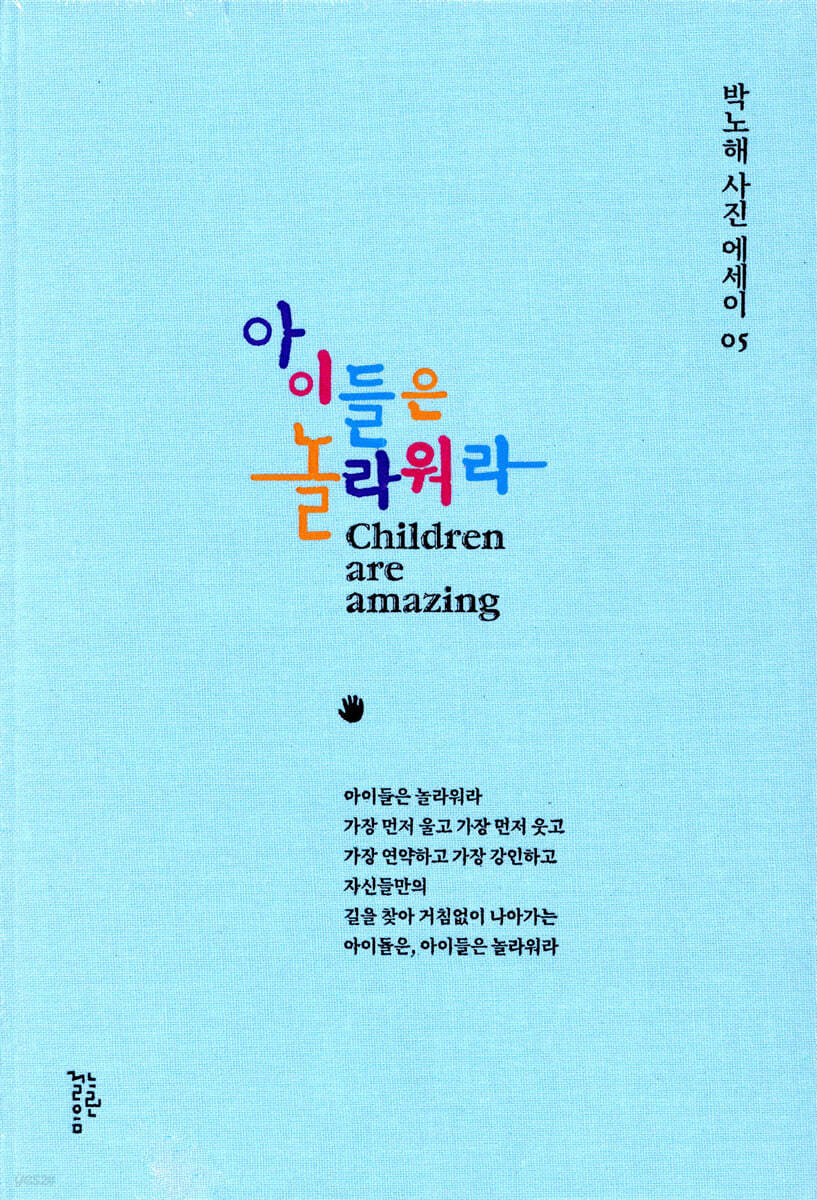 박노해 사진 에세이 05
아이들은
놀라워라
Children
are
amazing
아이들은 놀라워라
가장 먼저 울고 가장 먼저 웃고
가장 연약하고 가장 강인하고
자신들만의
길을 찾아 거침없이 나아가는
아이들은, 아이들은 놀라워라
느린걸음
yes24